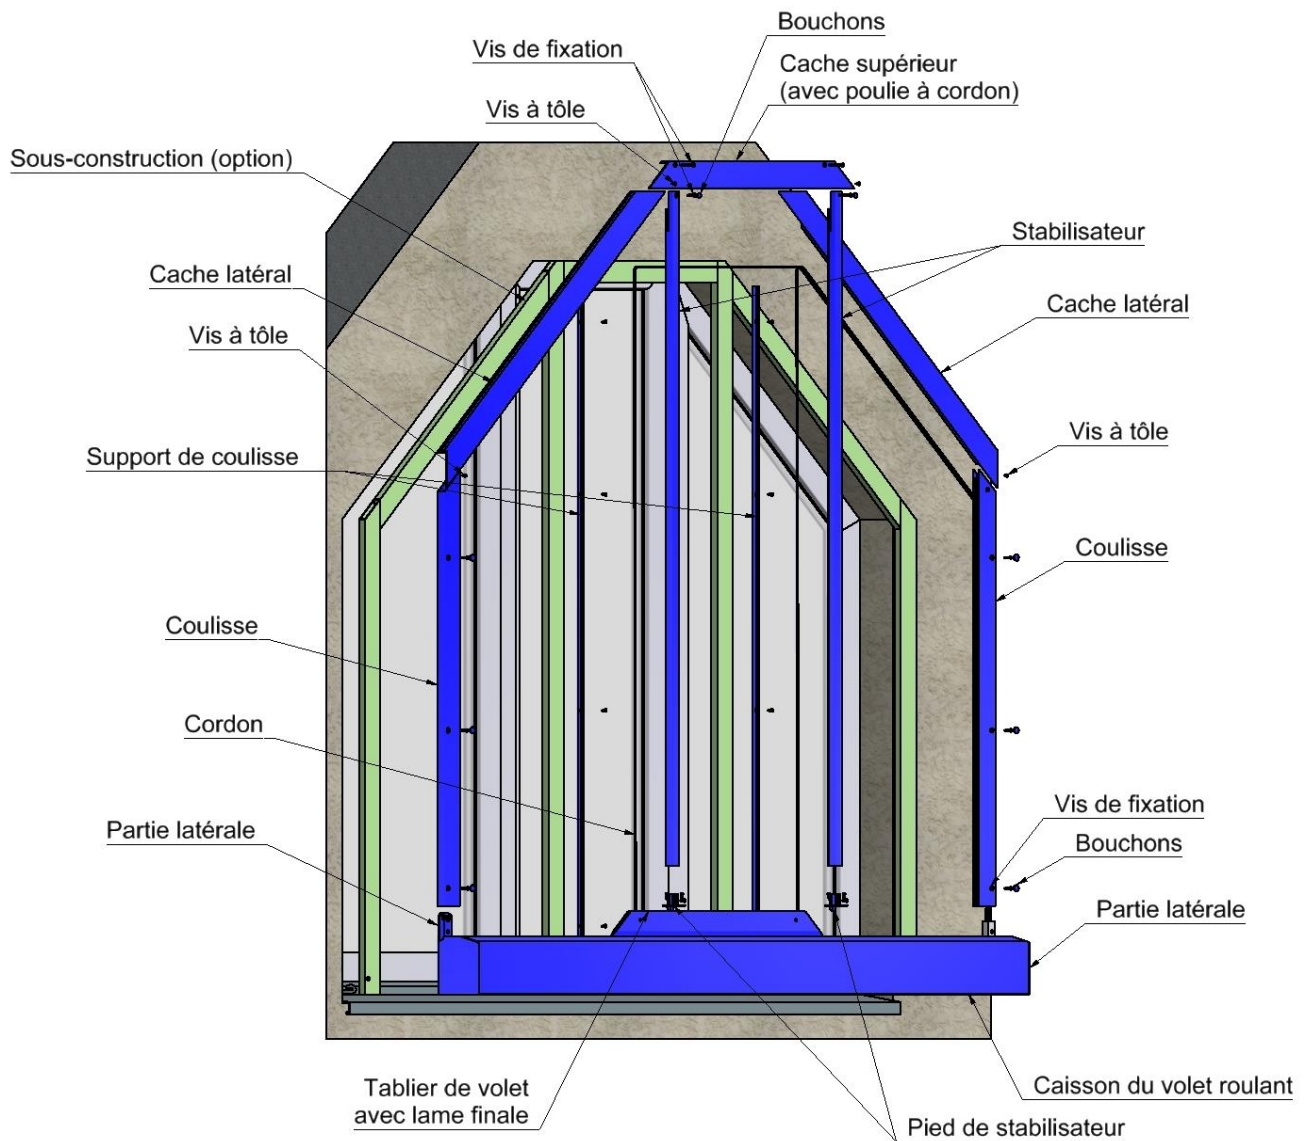 Bouchons
Vis de fixation
Cache supérieur
(avec poulie à cordon)
Vis à tôle
Sous-construction (option)
Stabilisateur
Cache latéral
Cache latéral
Vis à tôle
Vis à tôle
Support de coulisse
Coulisse
Coulisse
Cordon
Vis de fixation
Partie latérale
Bouchons
Partie latérale
Tablier de volet
avec lame finale
Caisson du volet roulant
Pied de stabilisateur